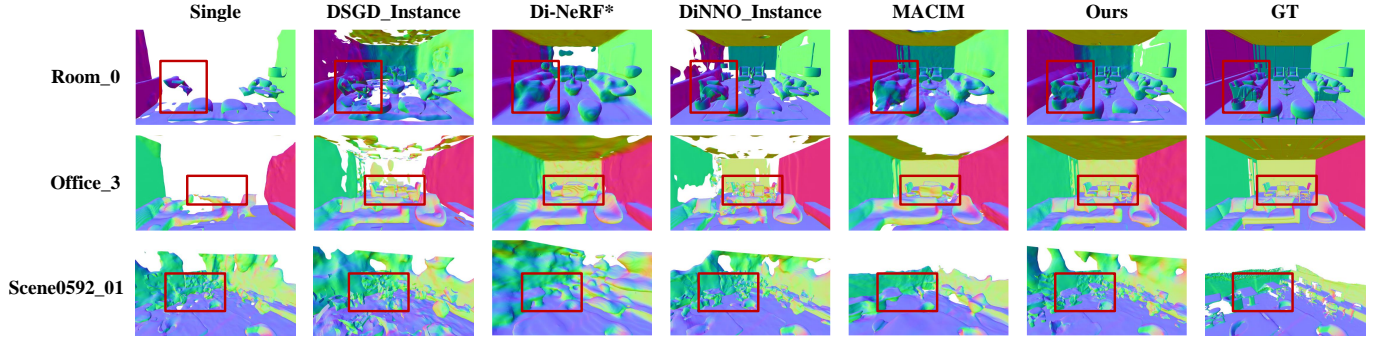 Single DSGD_Instance Di-NeRF* DiNNO_Instance MACIM Ours GT
Room_0
Office_3
Scene0592_01